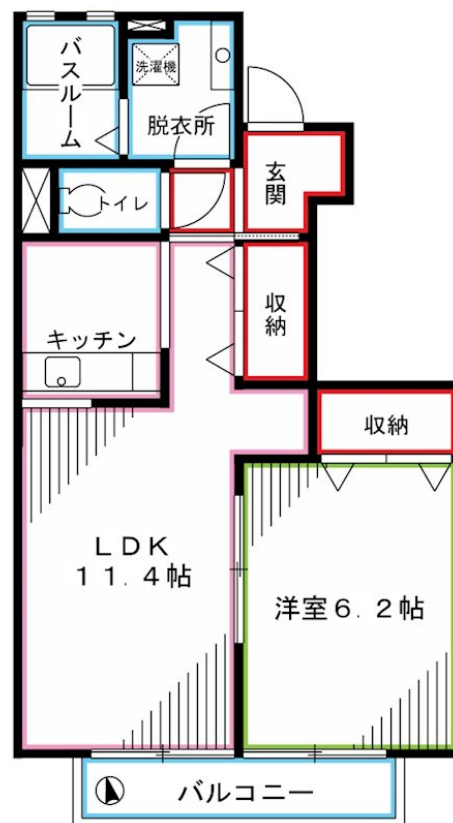 バスルーム
洗濯機
脱衣所
玄関
トイレ
収納
キッチン
収納
LDK
11.4帖
洋室6.2帖
バルコニー